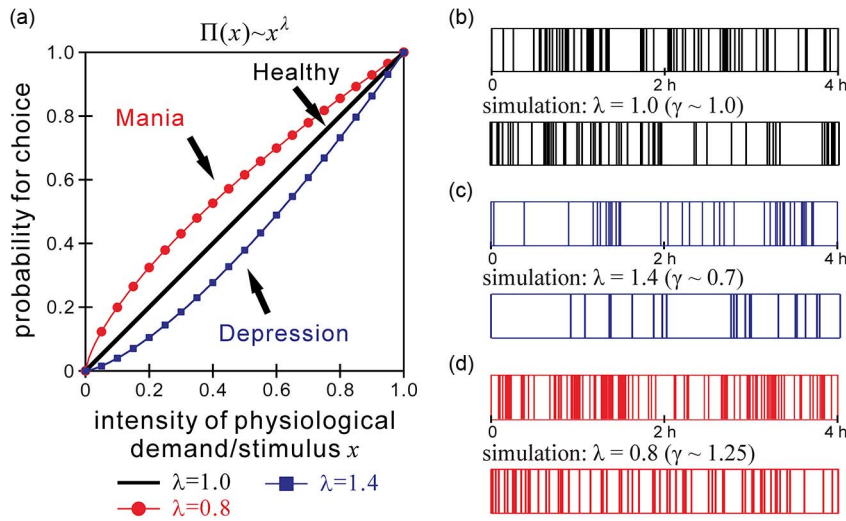 (a)
Π(x)~x^λ
probability for choice
1.0
0.8
0.6
0.4
0.2
0
Healthy
Mania
Depression
0
0.2
0.4
0.6
0.8
1.0
intensity of physiological
demand/stimulus x
λ=1.0
λ=1.4
λ=0.8
(b)
0 2 h 4 h
simulation: λ = 1.0 (γ ~ 1.0)
(c)
0 2 h 4 h
simulation: λ = 1.4 (γ ~ 0.7)
(d)
0 2 h 4 h
simulation: λ = 0.8 (γ ~ 1.25)